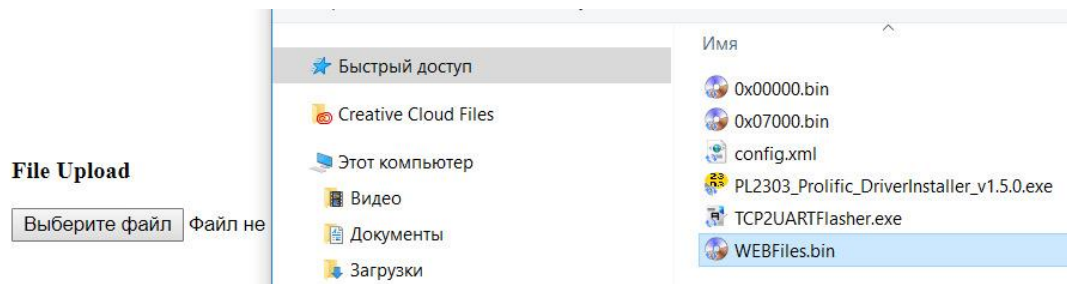 File Upload
Выберите файл Файл не
Быстрый доступ
Creative Cloud Files
Этот компьютер
Видео
Документы
Загрузки
Имя
0x00000.bin
0x07000.bin
config.xml
PL2303_Prolific_DriverInstaller_v1.5.0.exe
TCP2UARTFlasher.exe
WEBFiles.bin